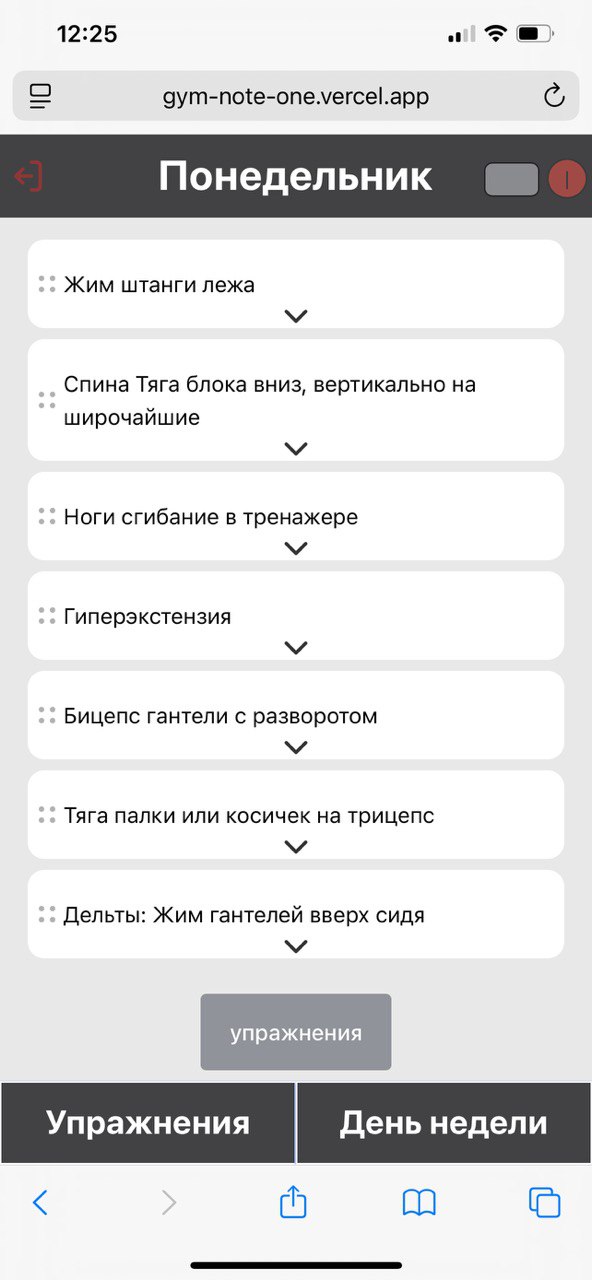 12:25
gym-note-one.vercel.app
Понедельник
Жим штанги лежа
Спина Тяга блока вниз, вертикально на
широчайшие
Ноги сгибание в тренажере
Гиперэкстензия
Бицепс гантели с разворотом
Тяга палки или косичек на трицепс
Дельты: Жим гантелей вверх сидя
упражнения
Упражнения
День недели